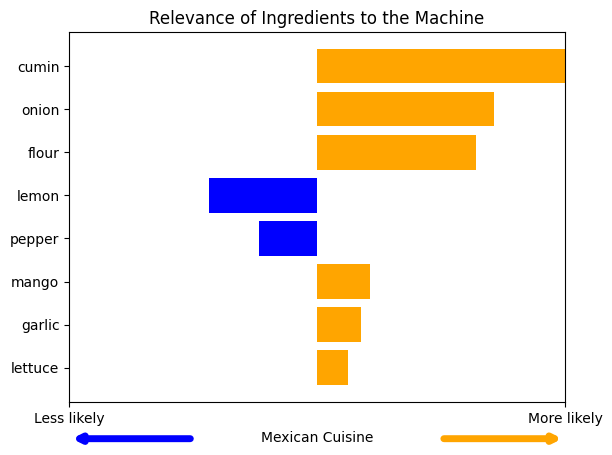 Relevance of Ingredients to the Machine
cumin
onion
flour
lemon
pepper
mango
garlic
lettuce
Less likely More likely
Mexican Cuisine